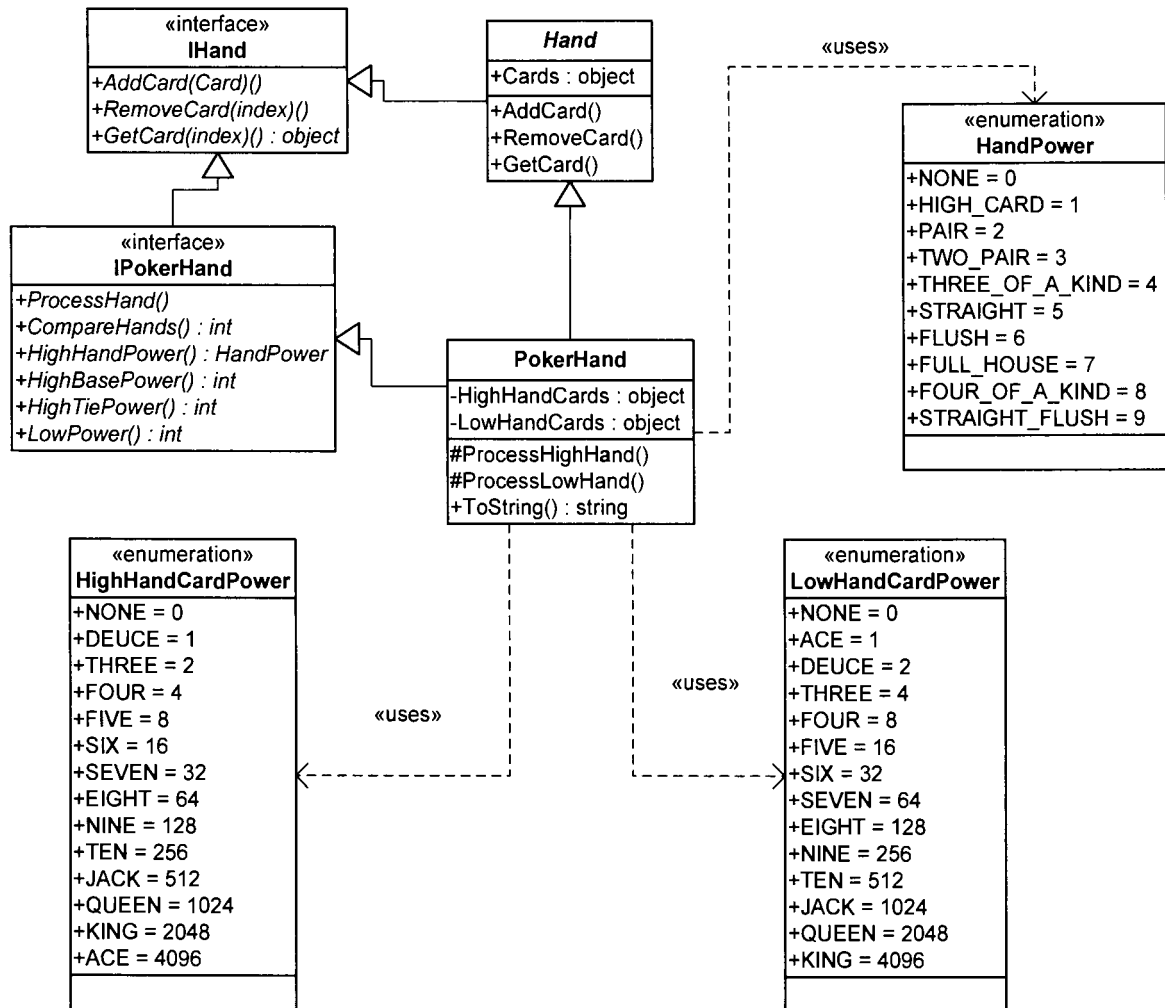 «interface»
IHand
+AddCard(Card)()
+RemoveCard(index)()
+GetCard(index)() : object
Hand
+Cards : object
+AddCard()
+RemoveCard()
+GetCard()
«uses»
«enumeration»
HandPower
+NONE = 0
+HIGH_CARD = 1
+PAIR = 2
+TWO_PAIR = 3
+THREE_OF_A_KIND = 4
+STRAIGHT = 5
+FLUSH = 6
+FULL_HOUSE = 7
+FOUR_OF_A_KIND = 8
+STRAIGHT_FLUSH = 9
«interface»
IPokerHand
+ProcessHand()
+CompareHands() : int
+HighHandPower() : HandPower
+HighBasePower() : int
+HighTiePower() : int
+LowPower() : int
PokerHand
-HighHandCards : object
-LowHandCards : object
#ProcessHighHand()
#ProcessLowHand()
+ToString() : string
«enumeration»
HighHandCardPower
+NONE = 0
+DEUCE = 1
+THREE = 2
+FOUR = 4
+FIVE = 8
+SIX = 16
+SEVEN = 32
+EIGHT = 64
+NINE = 128
+TEN = 256
+JACK = 512
+QUEEN = 1024
+KING = 2048
+ACE = 4096
«uses»
«uses»
«enumeration»
LowHandCardPower
+NONE = 0
+ACE = 1
+DEUCE = 2
+THREE = 4
+FOUR = 8
+FIVE = 16
+SIX = 32
+SEVEN = 64
+EIGHT = 128
+NINE = 256
+TEN = 512
+JACK = 1024
+QUEEN = 2048
+KING = 4096